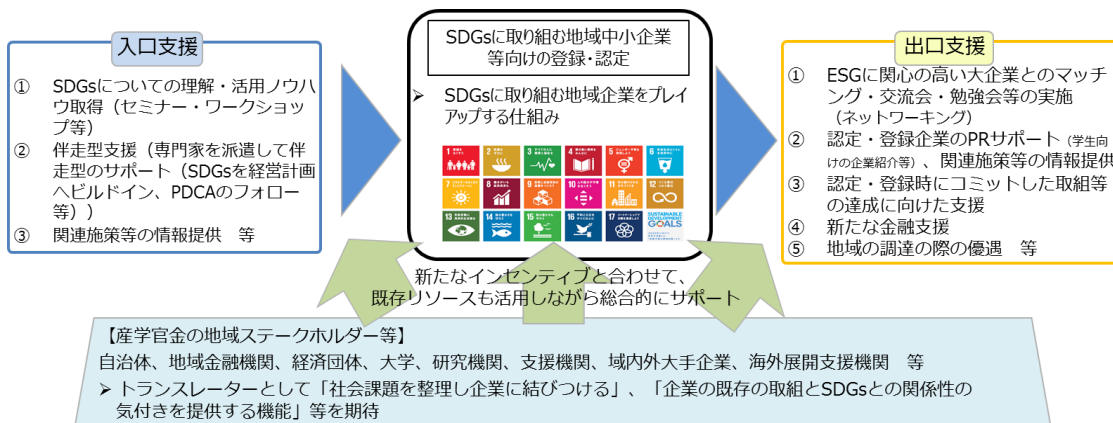 入口支援
① SDGsについての理解・活用ノウハ
ウ取得（セミナー・ワークショッ
プ等）
② 伴走型支援（専門家を派遣して伴
走型のサポート（SDGsを経営計画
へビルドイン、PDCAのフォロー
等））
③ 関連施策等の情報提供　等
SDGsに取り組む地域中小企業
等向けの登録・認定
➢ SDGsに取り組む地域企業をプレイ
アップする仕組み
1
2
3
4
5
6
7
8
9
10
11
12
13
14
15
16
17
SUSTAINABLE
DEVELOPMENT
GOALS
出口支援
① ESGに関心の高い大企業とのマッチ
ング・交流会・勉強会等の実施
（ネットワーキング）
② 認定・登録企業のPRサポート（学生向
けの企業紹介等）、関連施策等の情報提供
③ 認定・登録時にコミットした取組等
の達成に向けた支援
④ 新たな金融支援
⑤ 地域の調達の際の優遇　等
新たなインセンティブと合わせて、
既存リソースも活用しながら総合的にサポート
【産学官金の地域ステークホルダー等】
自治体、地域金融機関、経済団体、大学、研究機関、支援機関、域内外大手企業、海外展開支援機関　等
➢ トランスレーターとして「社会課題を整理し企業に結びつける」、「企業の既存の取組とSDGsとの関係性の
気付きを提供する機能」等を期待